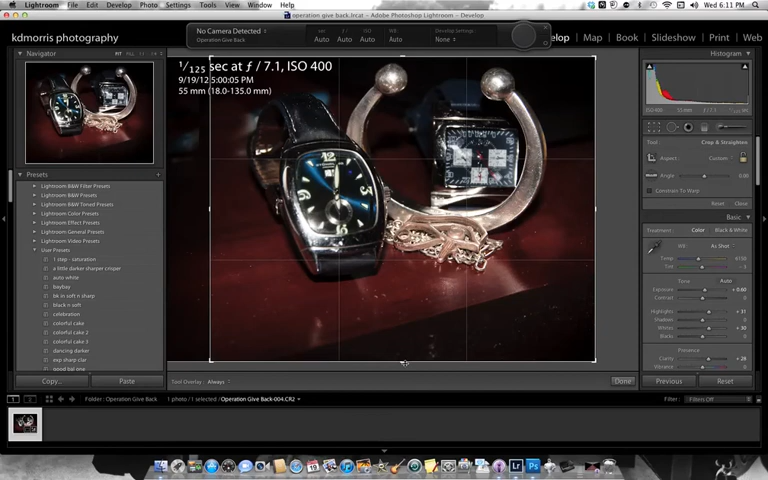 Lightroom File Edit Develop Photo Settings Tools View Window Help Wed 6:11 PM
operation give back.lrcat - Adobe Photoshop Lightroom - Develop
kdmorris photography
No Camera Detected
Operation Give Back
Auto Auto Auto Auto
Develop Settings:
None
Book
Slideshow
Print
Web
Navigator
Histogram
1/125 sec at f / 7.1, ISO 400
9/19/12 5:00:05 PM
55 mm (18.0-135.0 mm)
Presets
Lightroom B&W Filter Presets
Lightroom B&W Presets
Lightroom B&W Toned Presets
Lightroom Color Presets
Lightroom Effect Presets
Lightroom General Presets
Lightroom Video Presets
User Presets
1 step - saturation
a little darker sharper crisper
auto white
baybay
bk in soft n sharp
black n soft
celebration
colorful cake
colorful cake 2
colorful cake 3
dancing darker
exp sharp clar
Copy...
Paste
Tool Overlay: Always
Done
ISO 400
Tool:
Crop & Straighten
Aspect:
Custom
Angle
0.00
Constrain To Warp
Reset
Close
Basic
Treatment:
Color
Black & White
WB:
As Shot
Temp
6150
Tint
Tone
Auto
Exposure
+ 0.60
Contrast
Highlights
+ 31
Shadows
Whites
+ 30
Blacks
Presence
Clarity
+ 28
Vibrance
Previous
Reset
1 2
Folder : Operation Give Back
1 photo / 1 selected / Operation Give Back-004.CR2
Filter :
Filters Off